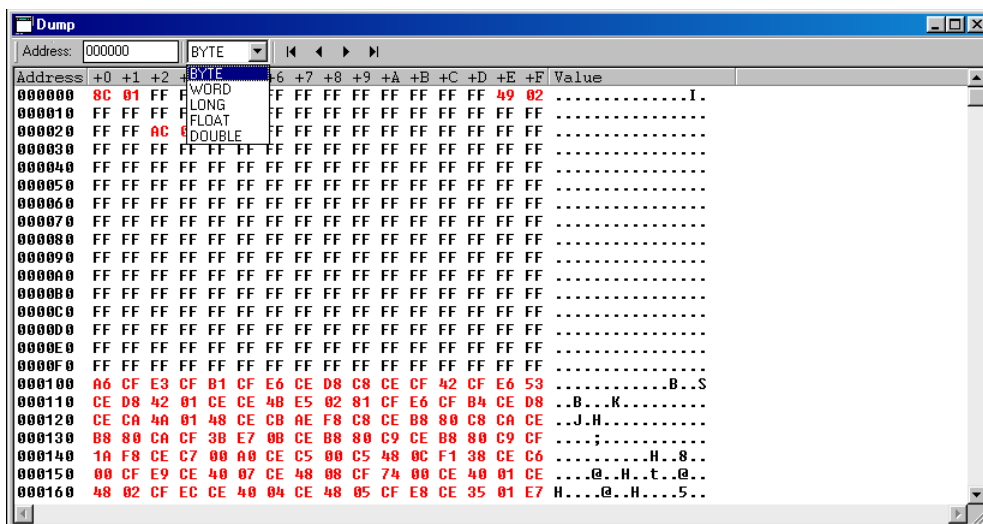 Dump
Address: 000000 BYTE
BYTE
WORD
LONG
FLOAT
DOUBLE
Address +0 +1 +2 +6 +7 +8 +9 +A +B +C +D +E +F Value
000000 8C 01 FF FF FF FF FF FF FF FF FF 49 02 ..............I.
000010 FF FF FF FF FF FF FF FF FF FF FF FF FF ................
000020 FF FF AC FF FF FF FF FF FF FF FF FF FF ................
000030 FF FF FF FF FF FF FF FF FF FF FF FF FF FF FF FF ................
000040 FF FF FF FF FF FF FF FF FF FF FF FF FF FF FF FF ................
000050 FF FF FF FF FF FF FF FF FF FF FF FF FF FF FF FF ................
000060 FF FF FF FF FF FF FF FF FF FF FF FF FF FF FF FF ................
000070 FF FF FF FF FF FF FF FF FF FF FF FF FF FF FF FF ................
000080 FF FF FF FF FF FF FF FF FF FF FF FF FF FF FF FF ................
000090 FF FF FF FF FF FF FF FF FF FF FF FF FF FF FF FF ................
0000A0 FF FF FF FF FF FF FF FF FF FF FF FF FF FF FF FF ................
0000B0 FF FF FF FF FF FF FF FF FF FF FF FF FF FF FF FF ................
0000C0 FF FF FF FF FF FF FF FF FF FF FF FF FF FF FF FF ................
0000D0 FF FF FF FF FF FF FF FF FF FF FF FF FF FF FF FF ................
0000E0 FF FF FF FF FF FF FF FF FF FF FF FF FF FF FF FF ................
0000F0 FF FF FF FF FF FF FF FF FF FF FF FF FF FF FF FF ................
000100 A6 CF E3 CF B1 CF E6 CE D8 C8 CE CF 42 CF E6 53 ............B..S
000110 CE D8 42 01 CE CE 4B E5 02 81 CF E6 CF B4 CE D8 ..B...K.........
000120 CE CA 4A 01 48 CE CB AE F8 C8 CE B8 80 C8 CA CE ..J.H...........
000130 B8 80 CA CF 3B E7 0B CE B8 80 C9 CE B8 80 C9 CF ....;...........
000140 1A F8 CE C7 00 A0 CE C5 00 C5 48 0C F1 38 CE C6 ..........H..8..
000150 00 CF E9 CE 40 07 CE 48 08 CF 74 00 CE 40 01 CE ....@..H..t..@..
000160 48 02 CF EC CE 40 04 CE 48 05 CF E8 CE 35 01 E7 H....@..H....5..